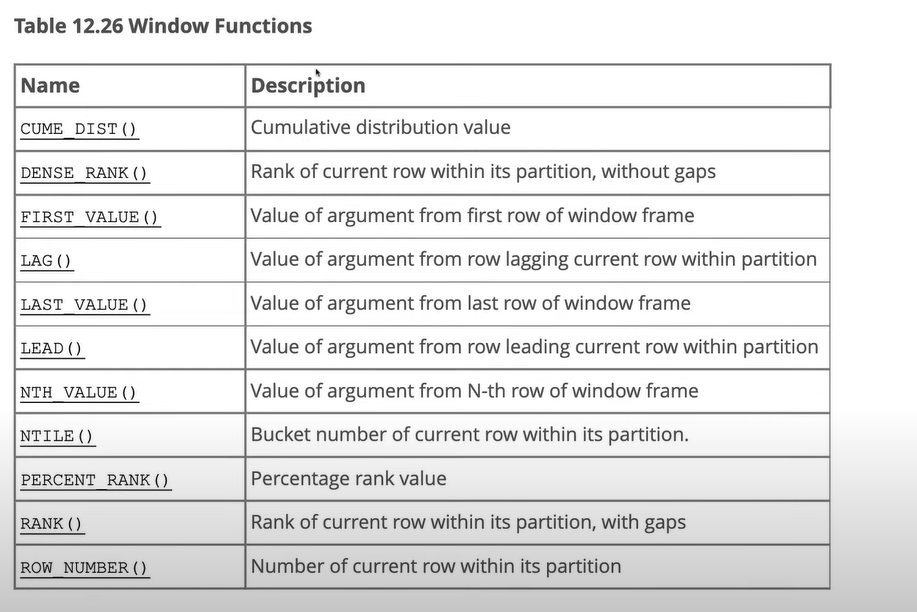 Table 12.26 Window Functions
Name Description
CUME_DIST() Cumulative distribution value
DENSE_RANK() Rank of current row within its partition, without gaps
FIRST_VALUE() Value of argument from first row of window frame
LAG() Value of argument from row lagging current row within partition
LAST_VALUE() Value of argument from last row of window frame
LEAD() Value of argument from row leading current row within partition
NTH_VALUE() Value of argument from N-th row of window frame
NTILE() Bucket number of current row within its partition.
PERCENT_RANK() Percentage rank value
RANK() Rank of current row within its partition, with gaps
ROW_NUMBER() Number of current row within its partition